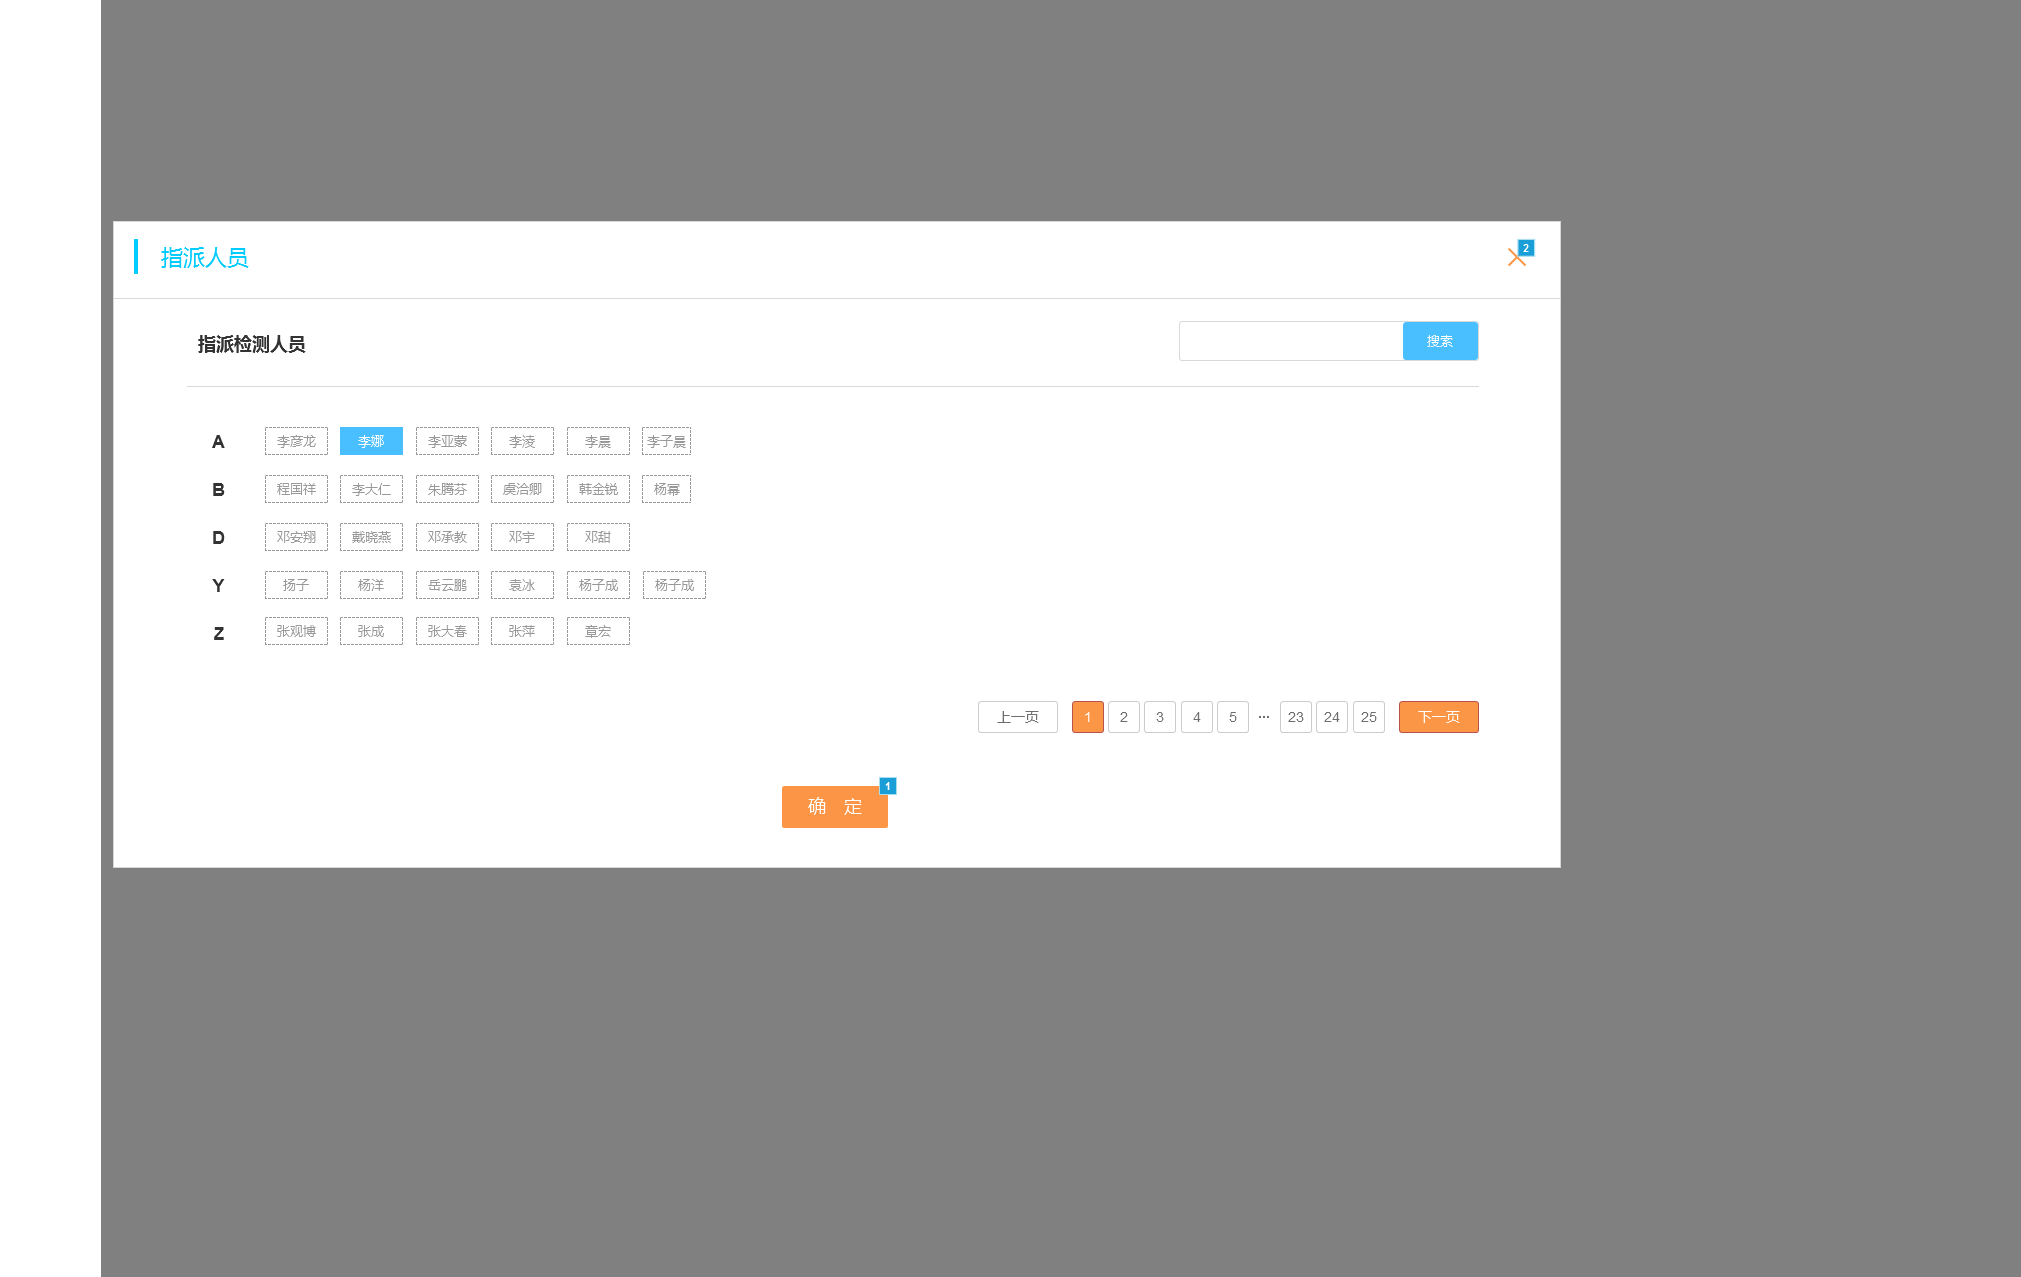 指派人员
2
指派检测人员
搜索
A 李彦龙 李娜 李亚蒙 李凌 李晨 李子晨
B 程国祥 李大仁 朱腾芬 虞洽卿 韩金锐 杨幂
D 邓安翔 戴晓燕 邓承教 邓宇 邓甜
Y 扬子 杨洋 岳云鹏 袁冰 杨子成 杨子成
Z 张观博 张成 张大春 张萍 章宏
上一页 1 2 3 4 5 ··· 23 24 25 下一页
1
确 定